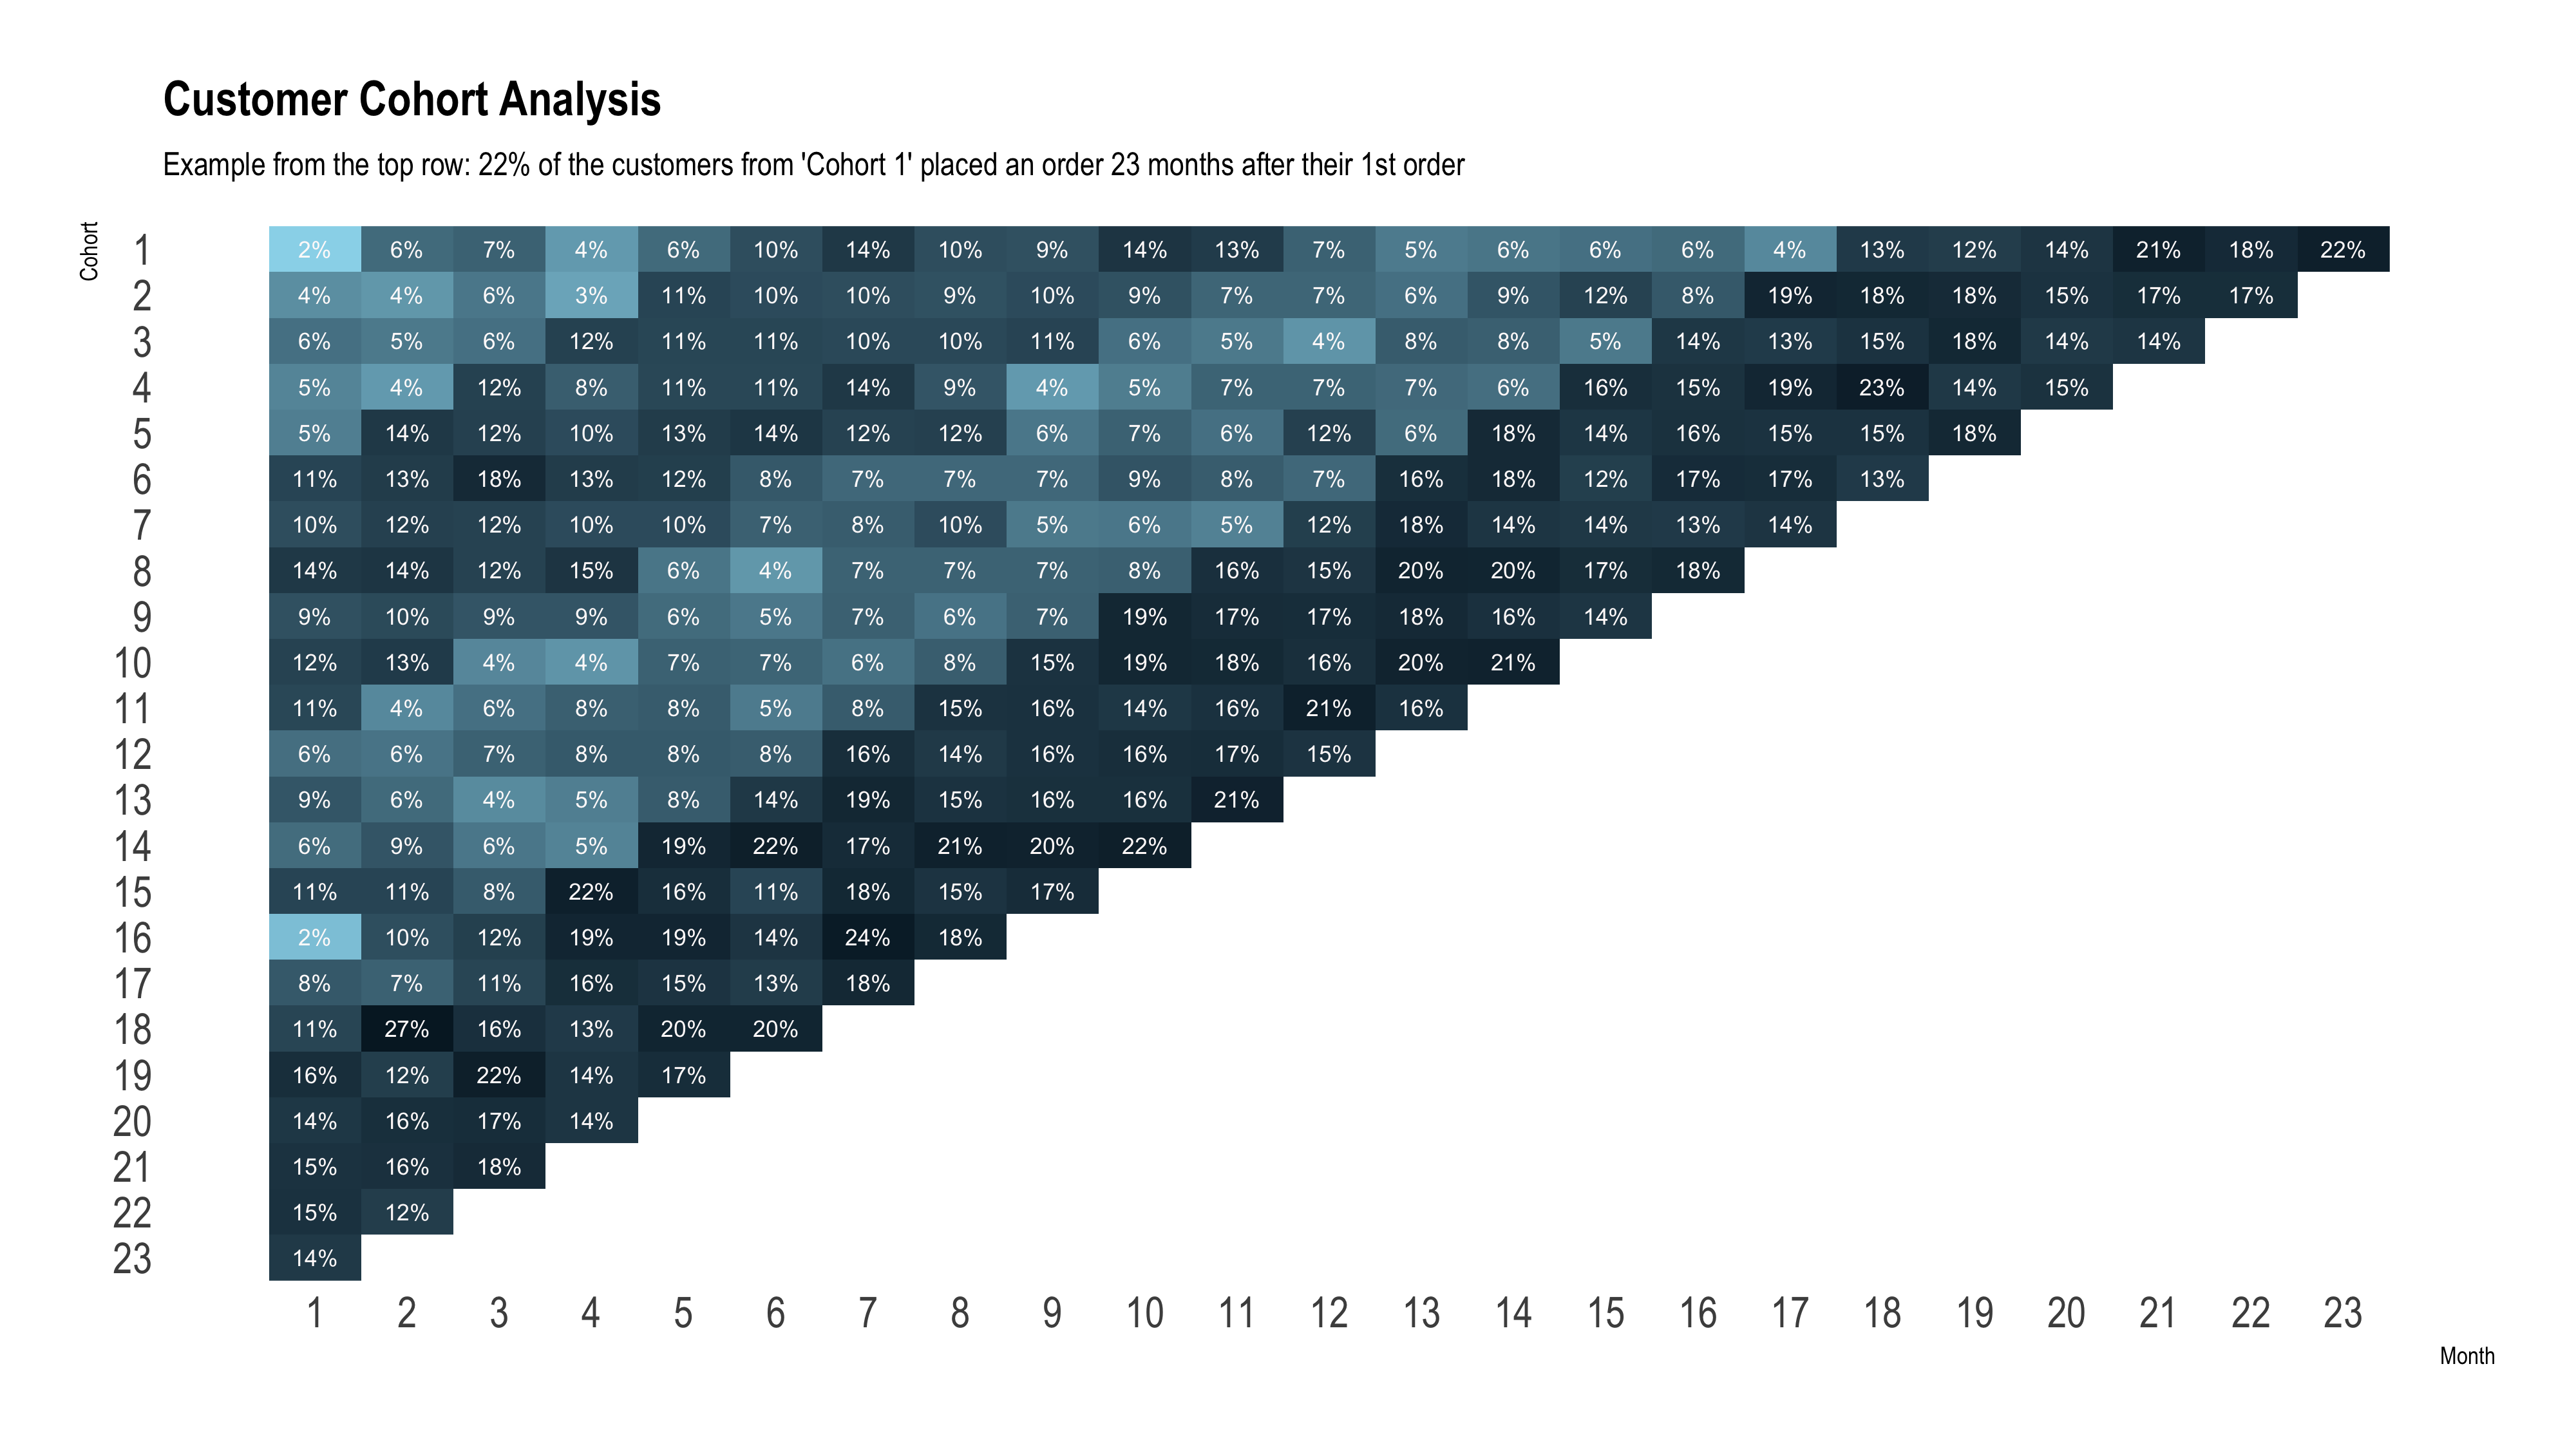 Customer Cohort Analysis
Example from the top row: 22% of the customers from 'Cohort 1' placed an order 23 months after their 1st order
Cohort
1 2% 6% 7% 4% 6% 10% 14% 10% 9% 14% 13% 7% 5% 6% 6% 6% 4% 13% 12% 14% 21% 18% 22%
2 4% 4% 6% 3% 11% 10% 10% 9% 10% 9% 7% 7% 6% 9% 12% 8% 19% 18% 18% 15% 17% 17%
3 6% 5% 6% 12% 11% 11% 10% 10% 11% 6% 5% 4% 8% 8% 5% 14% 13% 15% 18% 14% 14%
4 5% 4% 12% 8% 11% 11% 14% 9% 4% 5% 7% 7% 7% 6% 16% 15% 19% 23% 14% 15%
5 5% 14% 12% 10% 13% 14% 12% 12% 6% 7% 6% 12% 6% 18% 14% 16% 15% 15% 18%
6 11% 13% 18% 13% 12% 8% 7% 7% 7% 9% 8% 7% 16% 18% 12% 17% 17% 13%
7 10% 12% 12% 10% 10% 7% 8% 10% 5% 6% 5% 12% 18% 14% 14% 13% 14%
8 14% 14% 12% 15% 6% 4% 7% 7% 7% 8% 16% 15% 20% 20% 17% 18%
9 9% 10% 9% 9% 6% 5% 7% 6% 7% 19% 17% 17% 18% 16% 14%
10 12% 13% 4% 4% 7% 7% 6% 8% 15% 19% 18% 16% 20% 21%
11 11% 4% 6% 8% 8% 5% 8% 15% 16% 14% 16% 21% 16%
12 6% 6% 7% 8% 8% 8% 16% 14% 16% 16% 17% 15%
13 9% 6% 4% 5% 8% 14% 19% 15% 16% 16% 21%
14 6% 9% 6% 5% 19% 22% 17% 21% 20% 22%
15 11% 11% 8% 22% 16% 11% 18% 15% 17%
16 2% 10% 12% 19% 19% 14% 24% 18%
17 8% 7% 11% 16% 15% 13% 18%
18 11% 27% 16% 13% 20% 20%
19 16% 12% 22% 14% 17%
20 14% 16% 17% 14%
21 15% 16% 18%
22 15% 12%
23 14%
1 2 3 4 5 6 7 8 9 10 11 12 13 14 15 16 17 18 19 20 21 22 23
Month